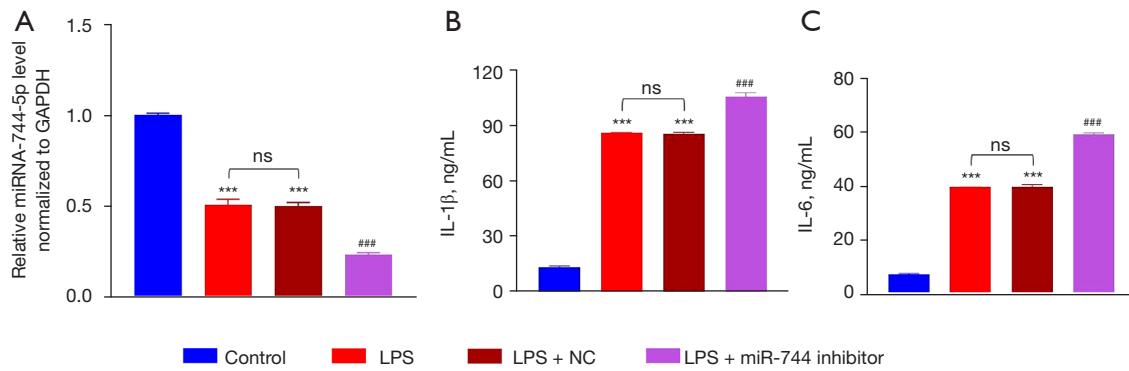 A
Relative miRNA-744-5p level
normalized to GAPDH
1.5
1.0
0.5
0.0
ns
***
***
###
B
IL-1β, ng/mL
120
90
60
30
0
ns
***
***
###
C
IL-6, ng/mL
80
60
40
20
0
ns
***
***
###
Control
LPS
LPS + NC
LPS + miR-744 inhibitor